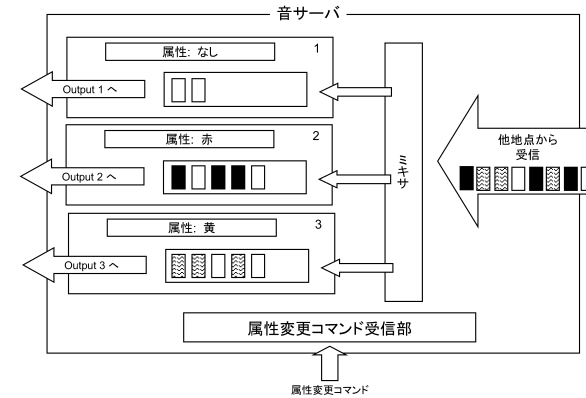 音サーバ
属性: なし
1
Output 1 へ
属性: 赤
2
Output 2 へ
属性: 黄
3
Output 3 へ
ミキサ
他地点から
受信
属性変更コマンド受信部
属性変更コマンド